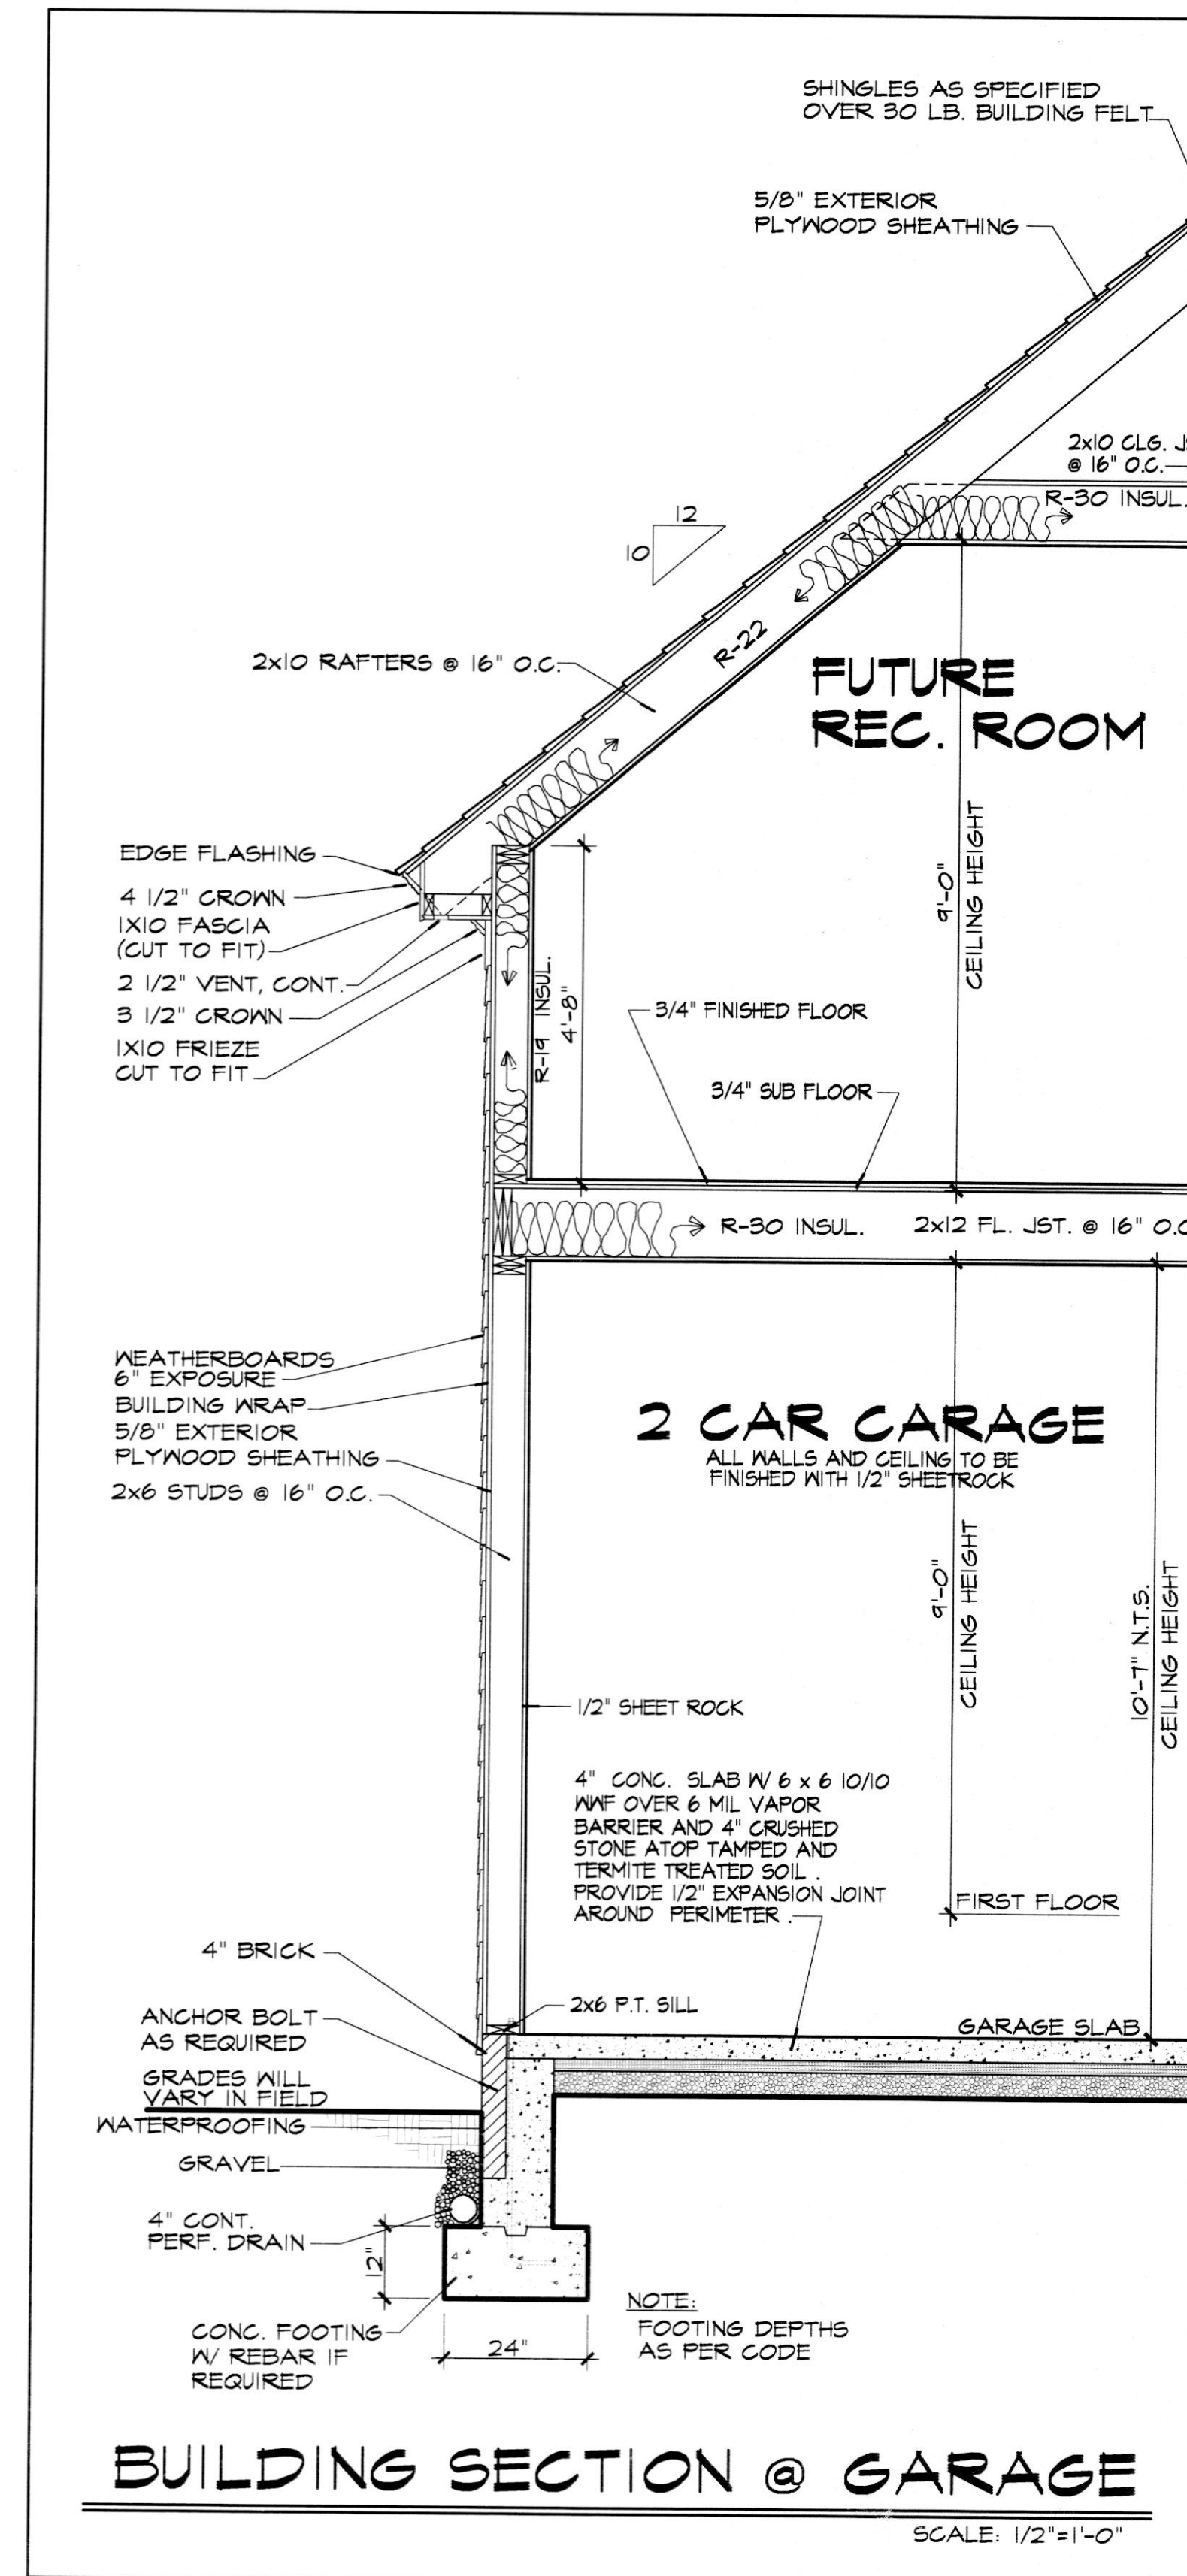 SHINGLES AS SPECIFIED
OVER 30 LB. BUILDING FELT
5/8" EXTERIOR
PLYWOOD SHEATHING
2x10 CLG.
@ 16" O.C.
R-30 INSUL.
12
10
R-22
2x10 RAFTERS @ 16" O.C.
FUTURE
REC. ROOM
EDGE FLASHING
4 1/2" CROWN
1X10 FASCIA
(CUT TO FIT)
2 1/2" VENT, CONT.
3 1/2" CROWN
1X10 FRIEZE
CUT TO FIT
R-19 INSUL.
4'-8"
9'-0"
CEILING HEIGHT
3/4" FINISHED FLOOR
3/4" SUB FLOOR
R-30 INSUL.
2x12 FL. JST. @ 16" O.C
WEATHERBOARDS
6" EXPOSURE
BUILDING WRAP
5/8" EXTERIOR
PLYWOOD SHEATHING
2x6 STUDS @ 16" O.C.
2 CAR CARAGE
ALL WALLS AND CEILING TO BE
FINISHED WITH 1/2" SHEETROCK
9'-0"
CEILING HEIGHT
10'-7" N.T.S.
CEILING HEIGHT
1/2" SHEET ROCK
4" CONC. SLAB W/ 6 x 6 10/10
WWF OVER 6 MIL VAPOR
BARRIER AND 4" CRUSHED
STONE ATOP TAMPED AND
TERMITE TREATED SOIL .
PROVIDE 1/2" EXPANSION JOINT
AROUND PERIMETER .
FIRST FLOOR
4" BRICK
2x6 P.T. SILL
ANCHOR BOLT
AS REQUIRED
GARAGE SLAB
GRADES WILL
VARY IN FIELD
WATERPROOFING
GRAVEL
4" CONT.
PERF. DRAIN
12"
CONC. FOOTING
W/ REBAR IF
REQUIRED
24"
NOTE:
FOOTING DEPTHS
AS PER CODE
BUILDING SECTION @ GARAGE
SCALE: 1/2"=1'-0"